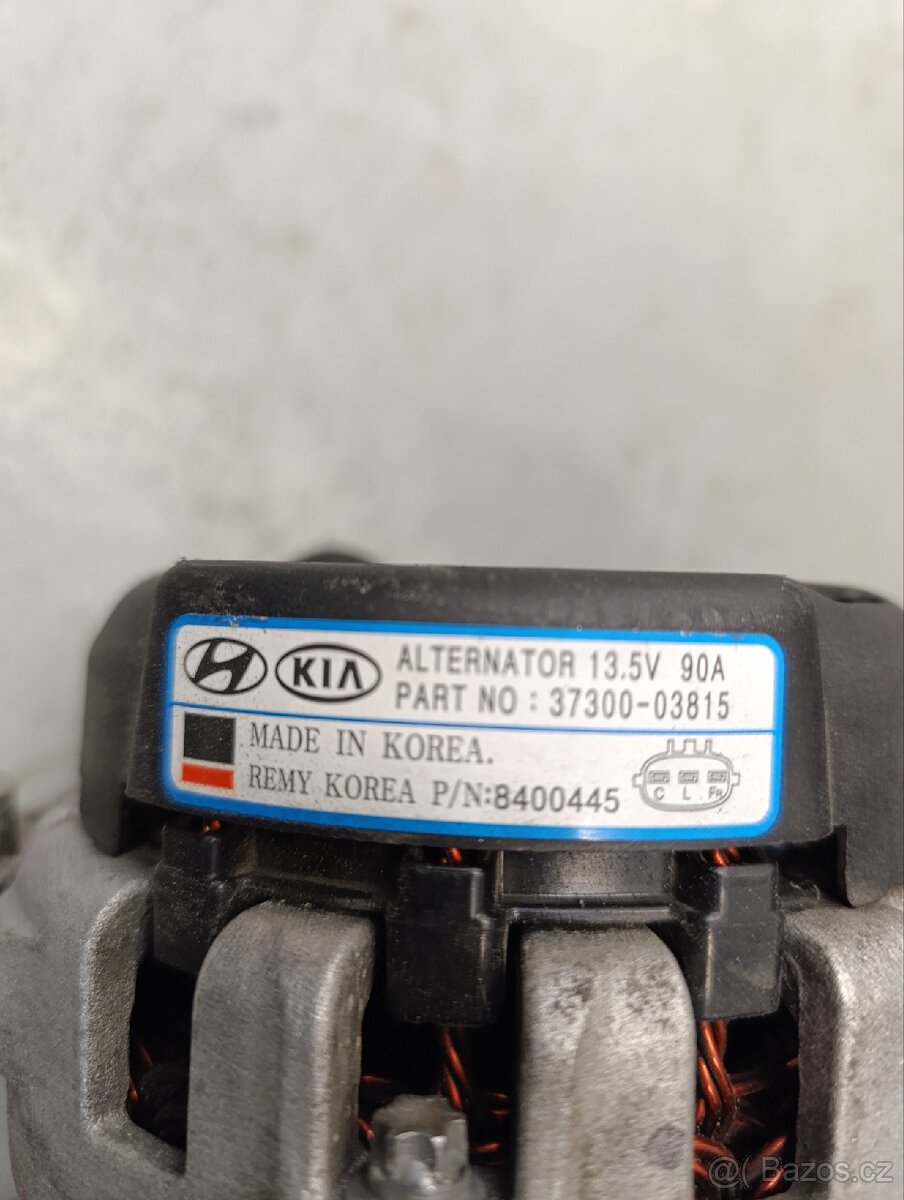 KIA ALTERNATOR 13.5V 90A
PART NO : 37300-03815
MADE IN KOREA.
REMY KOREA P/N:8400445
C L FR
@( Bazos.cz